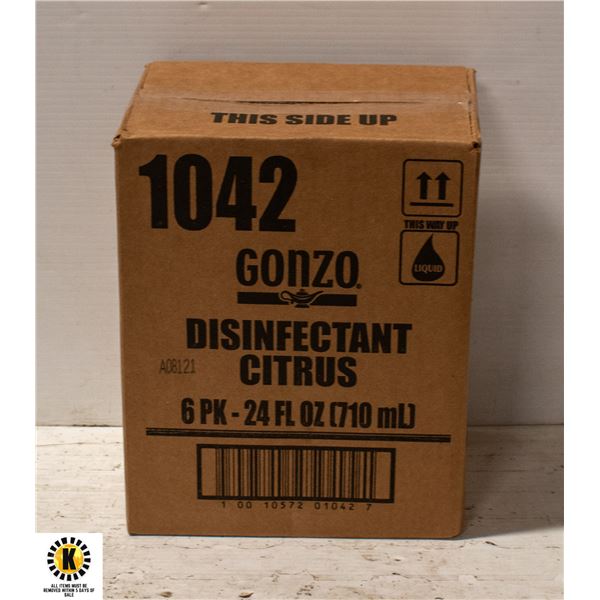 THIS SIDE UP
1042
THIS WAY UP
GONZO®
LIQUID
DISINFECTANT
CITRUS
A08121
6 PK - 24 FL OZ (710 mL)
1 00 10572 01042 7
K
ALL ITEMS MUST BE
REMOVED WITHIN 5 DAYS OF
SALE